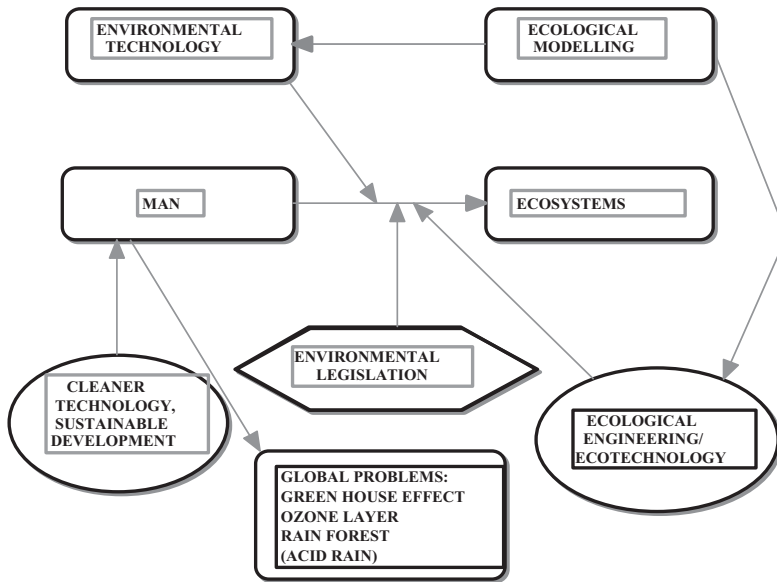 ENVIRONMENTAL
TECHNOLOGY
ECOLOGICAL
MODELLING
MAN
ECOSYSTEMS
ENVIRONMENTAL
LEGISLATION
CLEANER
TECHNOLOGY,
SUSTAINABLE
DEVELOPMENT
ECOLOGICAL
ENGINEERING/
ECOTECHNOLOGY
GLOBAL PROBLEMS:
GREEN HOUSE EFFECT
OZONE LAYER
RAIN FOREST
(ACID RAIN)